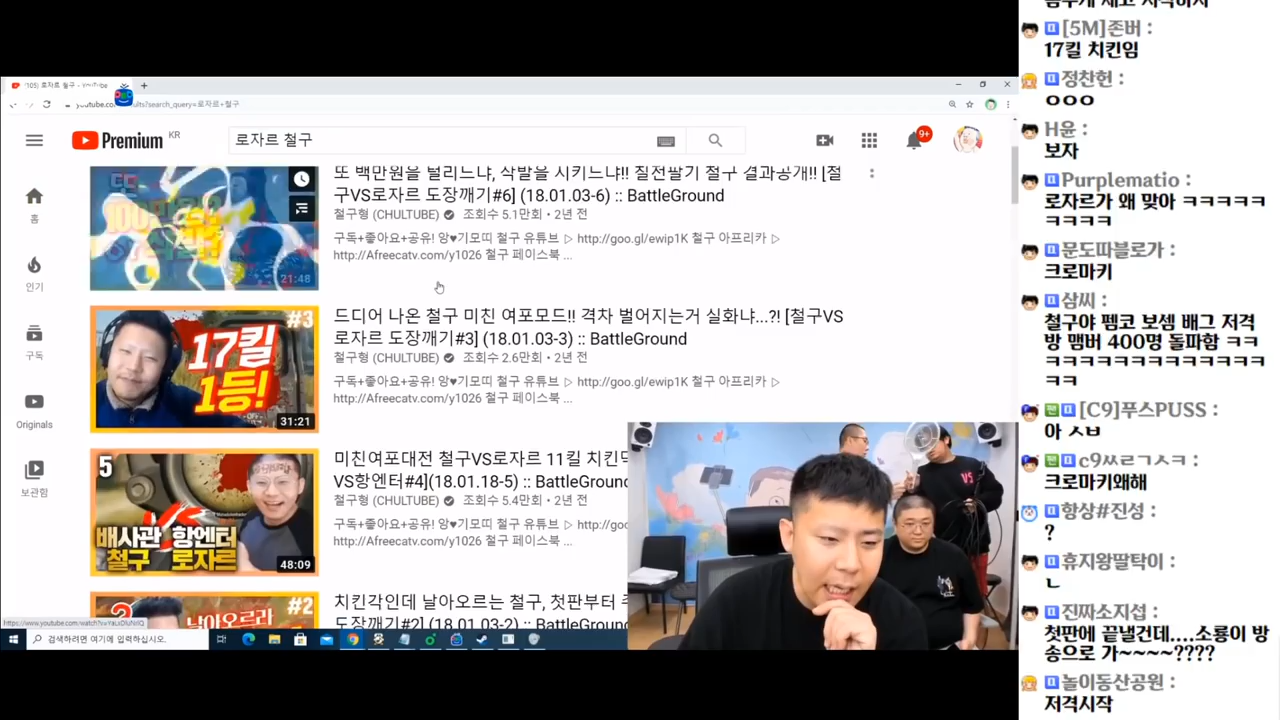 (105) 로자르 철구 - YouTube
youtube.co
ults?search_query=로자르+철구
Premium KR
로자르 철구
9+
홈
인기
구독
Originals
보관함
21:48
또 백만원을 털리느냐, 삭발을 시키느냐!! 칠전팔기 철구 결과공개!! [철
구VS로자르 도장깨기#6] (18.01.03-6) :: BattleGround
철구형 (CHULTUBE) 조회수 5.1만회 • 2년 전
구독+좋아요+공유! 앙♥기모띠 철구 유튜브 ▷ http://goo.gl/ewip1K 철구 아프리카 ▷
http://Afreecatv.com/y1026 철구 페이스북 ...
#3
17킬
1등!
31:21
드디어 나온 철구 미친 여포모드!! 격차 벌어지는거 실화냐...?! [철구VS
로자르 도장깨기#3] (18.01.03-3) :: BattleGround
철구형 (CHULTUBE) 조회수 2.6만회 • 2년 전
구독+좋아요+공유! 앙♥기모띠 철구 유튜브 ▷ http://goo.gl/ewip1K 철구 아프리카 ▷
http://Afreecatv.com/y1026 철구 페이스북 ...
5
배사관 VS 항엔터
철구 로자르
48:09
미친여포대전 철구VS로자르 11킬 치킨
VS항엔터#4](18.01.18-5) :: BattleGroun
철구형 (CHULTUBE) 조회수 5.4만회 • 2년 전
구독+좋아요+공유! 앙♥기모띠 철구 유튜브 ▷ http://goo
http://Afreecatv.com/y1026 철구 페이스북 ...
#2
날아오르라
치킨각인데 날아오르는 철구, 첫판부터
도장깨기#2] (18.01.03-2) :: BattleGrou
검색하려면 여기에 입력하십시오.
VS
[5M]존버 :
17킬 치킨임
정찬헌 :
ㅇㅇㅇ
H윤 :
보자
Purplematio :
로자르가 왜 맞아 ㅋㅋㅋㅋㅋ
ㅋㅋㅋㅋ
문도따블로가 :
크로마키
삼씨 :
철구야 펨코 보셈 배그 저격
방 맴버 400명 돌파함 ㅋㅋ
ㅋㅋㅋㅋㅋㅋㅋㅋㅋㅋㅋㅋㅋ
ㅋㅋ
[C9]푸스PUSS :
아 ㅅㅂ
c9ㅆㄹㄱㅅㅋ :
크로마키왜해
항상#진성 :
?
휴지왕딸탁이 :
ㄴ
진짜소지섭 :
첫판에 끝낼건데....소룡이 방
송으로 가~~~~????
놀이동산공원 :
저격시작